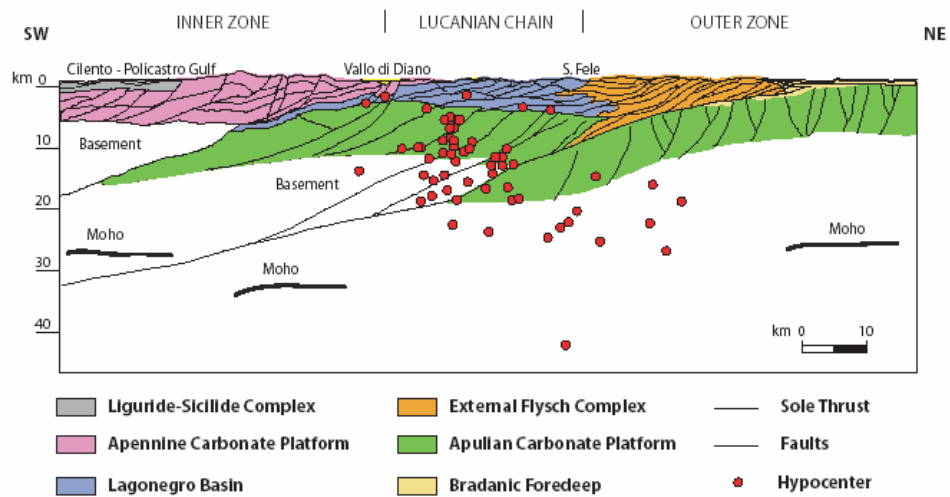 INNER ZONE LUCANIAN CHAIN OUTER ZONE
SW NE
Cilento - Policastro Gulf Vallo di Diano S. Fele
km 0
10
20
30
40
Basement
Basement
Moho
Moho
Moho
km 0 10
Liguride-Sicilide Complex External Flysch Complex Sole Thrust
Apennine Carbonate Platform Apulian Carbonate Platform Faults
Lagonegro Basin Bradanic Foredeep Hypocenter